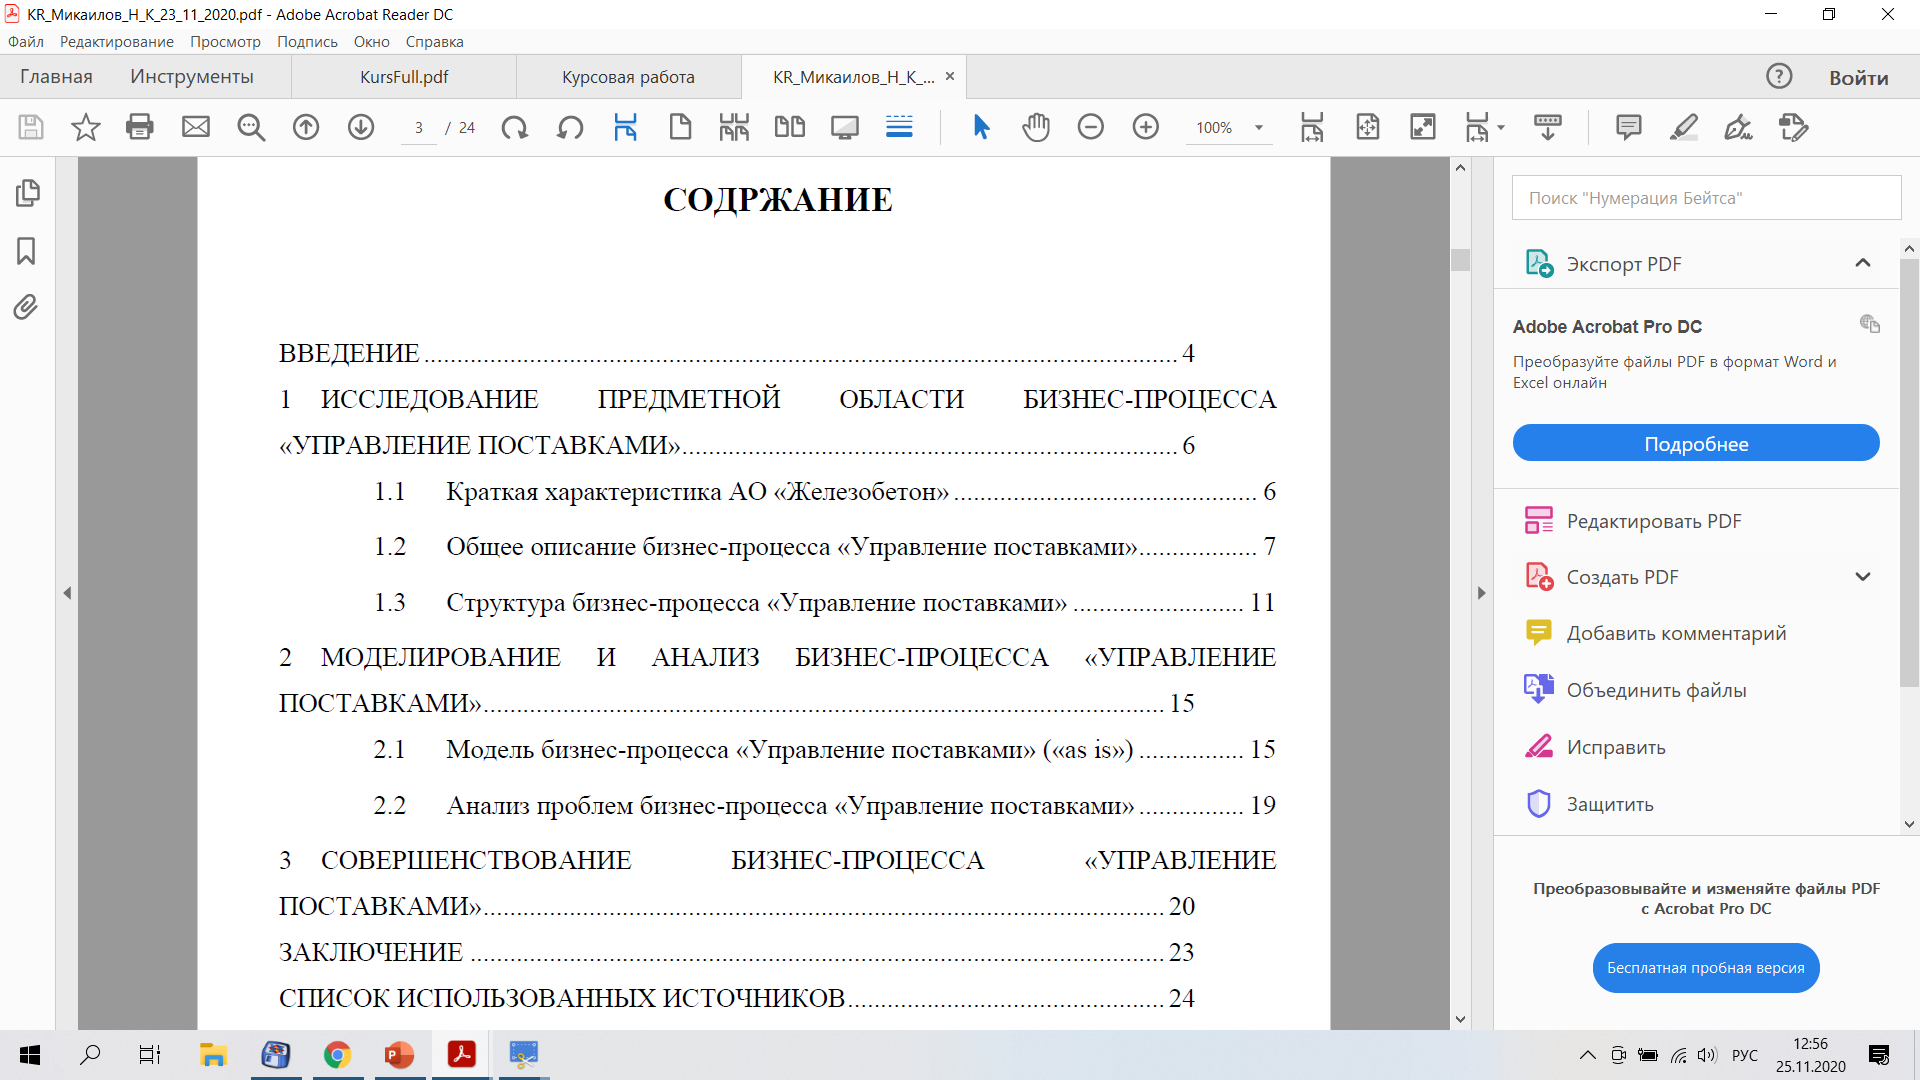 KR_Микаилов_Н_К_23_11_2020.pdf - Adobe Acrobat Reader DC
Файл Редактирование Просмотр Подпись Окно Справка
Главная Инструменты KursFull.pdf Курсовая работа KR_Микаилов_Н_К_... Войти
3 / 24 100%
СОДРЖАНИЕ
ВВЕДЕНИЕ 4
1 ИССЛЕДОВАНИЕ ПРЕДМЕТНОЙ ОБЛАСТИ БИЗНЕС-ПРОЦЕССА
«УПРАВЛЕНИЕ ПОСТАВКАМИ» 6
1.1 Краткая характеристика АО «Железобетон» 6
1.2 Общее описание бизнес-процесса «Управление поставками» 7
1.3 Структура бизнес-процесса «Управление поставками» 11
2 МОДЕЛИРОВАНИЕ И АНАЛИЗ БИЗНЕС-ПРОЦЕССА «УПРАВЛЕНИЕ
ПОСТАВКАМИ» 15
2.1 Модель бизнес-процесса «Управление поставками» («as is») 15
2.2 Анализ проблем бизнес-процесса «Управление поставками» 19
3 СОВЕРШЕНСТВОВАНИЕ БИЗНЕС-ПРОЦЕССА «УПРАВЛЕНИЕ
ПОСТАВКАМИ» 20
ЗАКЛЮЧЕНИЕ 23
СПИСОК ИСПОЛЬЗОВАННЫХ ИСТОЧНИКОВ 24
Поиск "Нумерация Бейтса"
Экспорт PDF
Adobe Acrobat Pro DC
Преобразуйте файлы PDF в формат Word и
Excel онлайн
Подробнее
Редактировать PDF
Создать PDF
Добавить комментарий
Объединить файлы
Исправить
Защитить
Преобразовывайте и изменяйте файлы PDF
с Acrobat Pro DC
Бесплатная пробная версия
РУС
12:56
25.11.2020